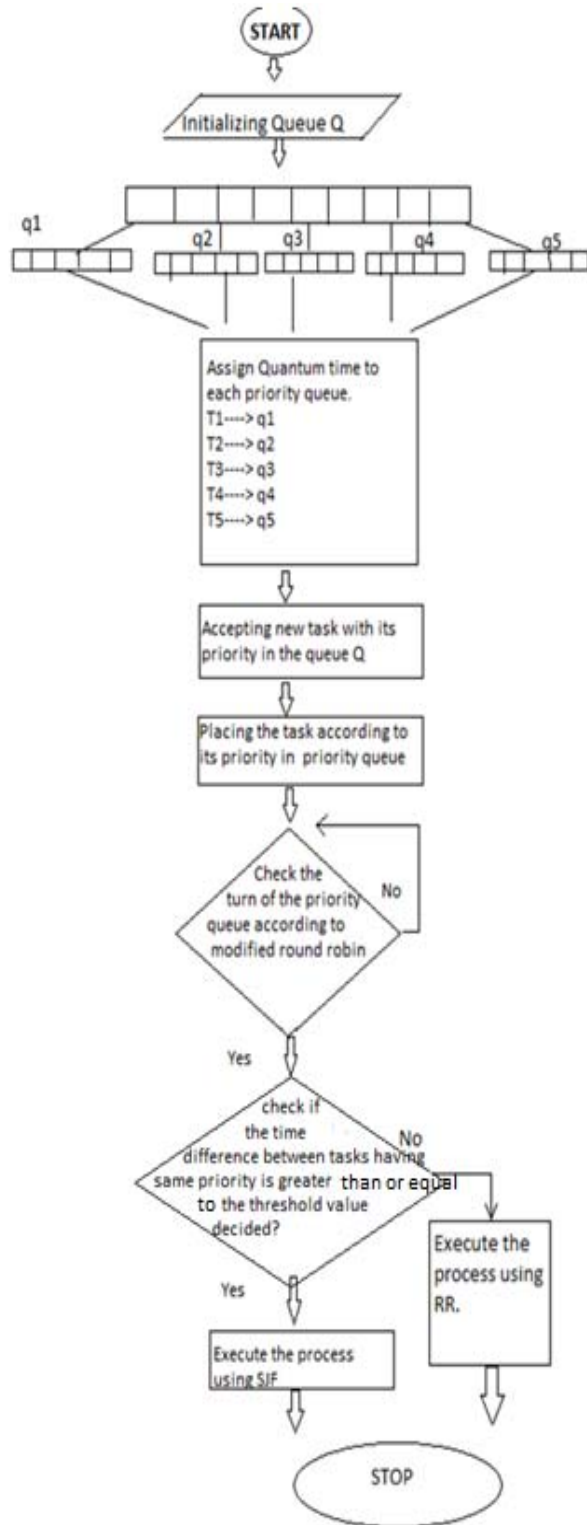 START
Initializing Queue Q
q1
q2
q3
q4
q5
Assign Quantum time to
each priority queue.
T1----> q1
T2----> q2
T3----> q3
T4----> q4
T5----> q5
Accepting new task with its
priority in the queue Q
Placing the task according to
its priority in priority queue
Check the
turn of the priority
queue according to
modified round robin
No
Yes
check if
the time
difference between tasks having
same priority is greater than or equal
to the threshold value
decided?
No
Yes
Execute the
process using
RR.
Execute the process
using SJF
STOP